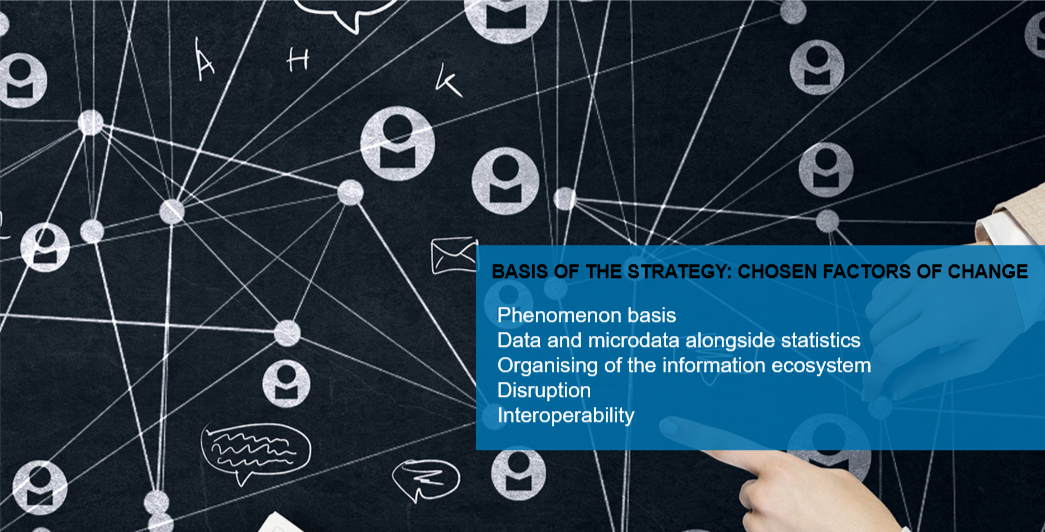 A H K
BASIS OF THE STRATEGY: CHOSEN FACTORS OF CHANGE
Phenomenon basis
Data and microdata alongside statistics
Organising of the information ecosystem
Disruption
Interoperability